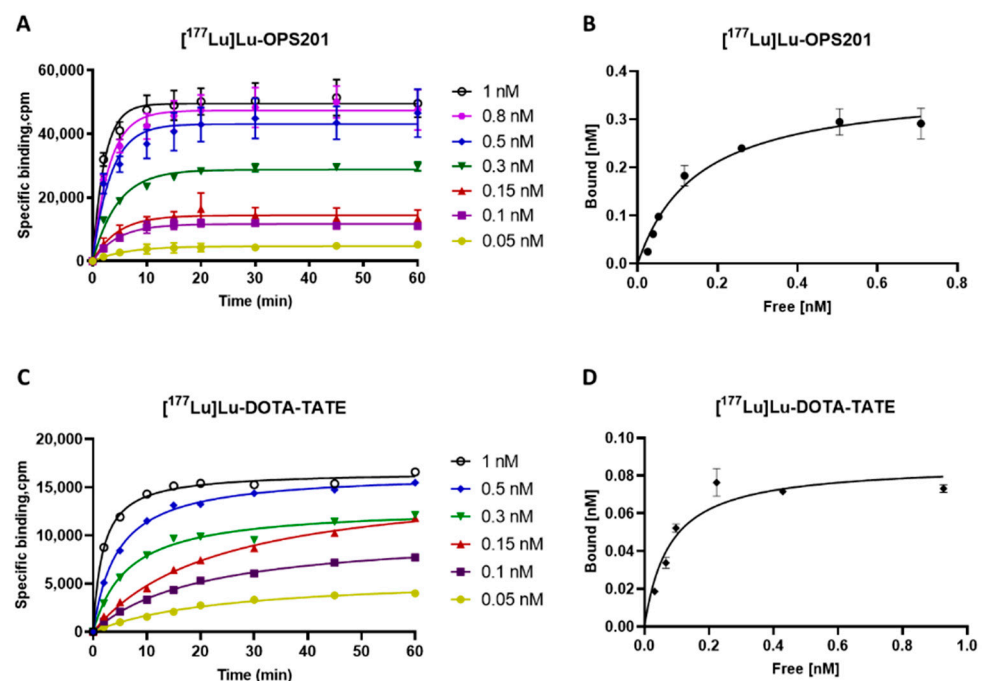 A
[¹⁷⁷Lu]Lu-OPS201
60,000
40,000
20,000
0
Specific binding,cpm
0 10 20 30 40 50 60
Time (min)
1 nM
0.8 nM
0.5 nM
0.3 nM
0.15 nM
0.1 nM
0.05 nM
B
[¹⁷⁷Lu]Lu-OPS201
0.4
0.3
0.2
0.1
0.0
Bound [nM]
0.0 0.2 0.4 0.6 0.8
Free [nM]
C
[¹⁷⁷Lu]Lu-DOTA-TATE
20,000
15,000
10,000
5,000
0
Specific binding,cpm
0 10 20 30 40 50 60
Time (min)
1 nM
0.5 nM
0.3 nM
0.15 nM
0.1 nM
0.05 nM
D
[¹⁷⁷Lu]Lu-DOTA-TATE
0.10
0.08
0.06
0.04
0.02
0.00
Bound [nM]
0.0 0.2 0.4 0.6 0.8 1.0
Free [nM]